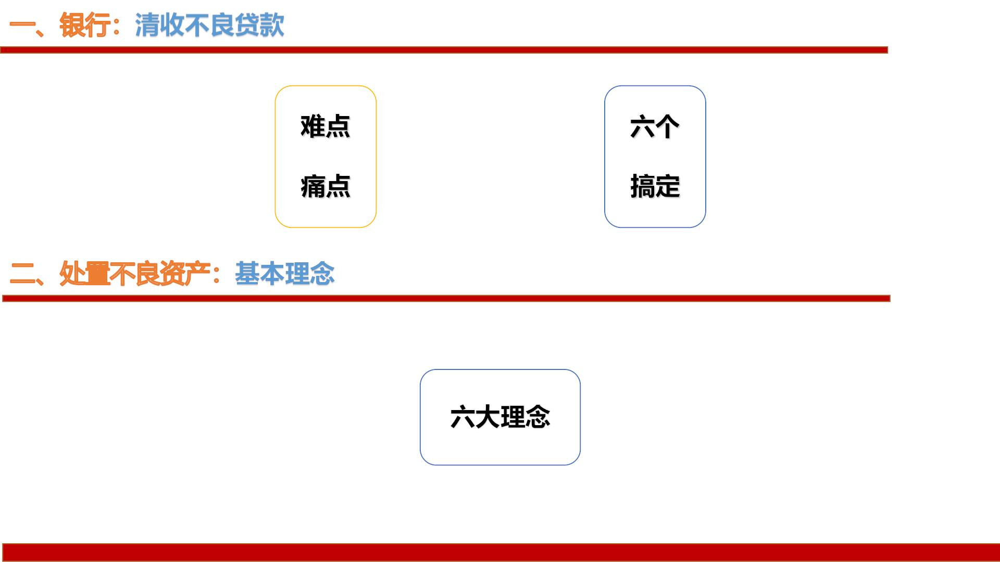 一、银行：清收不良贷款
难点
痛点
六个
搞定
二、处置不良资产：基本理念
六大理念